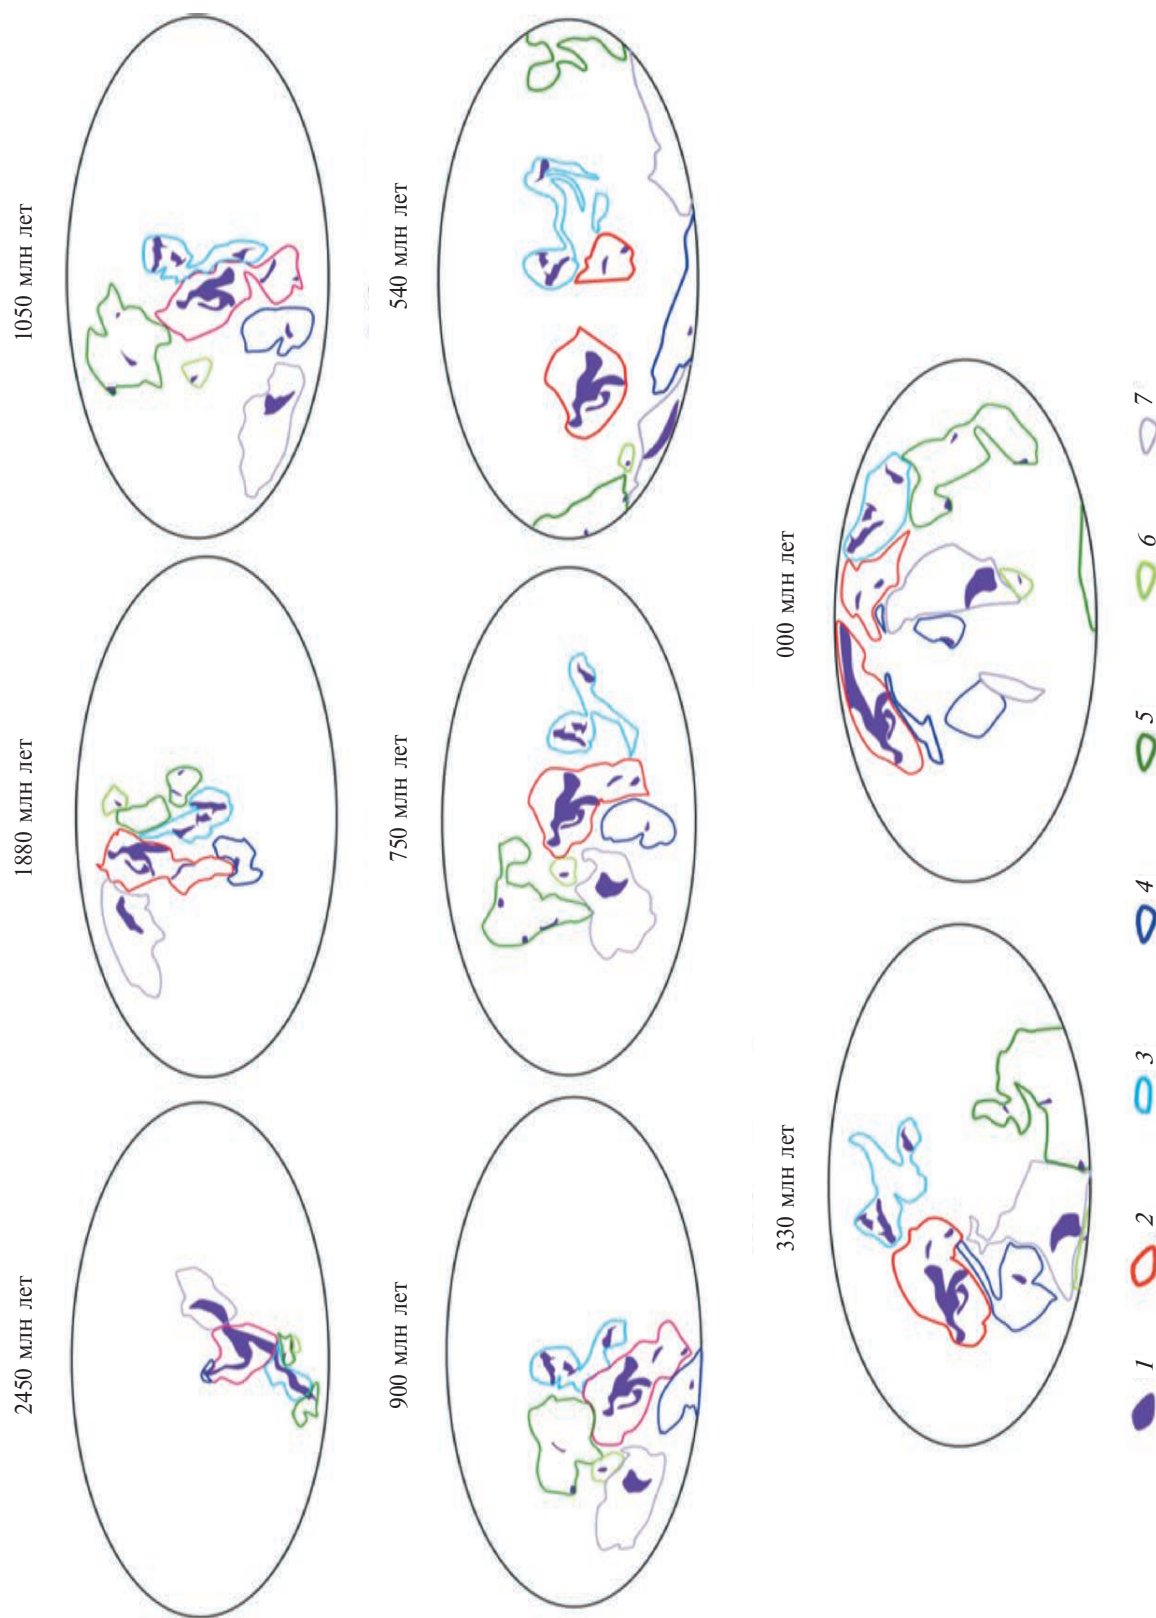 2450 млн лет
1880 млн лет
1050 млн лет
900 млн лет
750 млн лет
540 млн лет
330 млн лет
000 млн лет
1
2
3
4
5
6
7